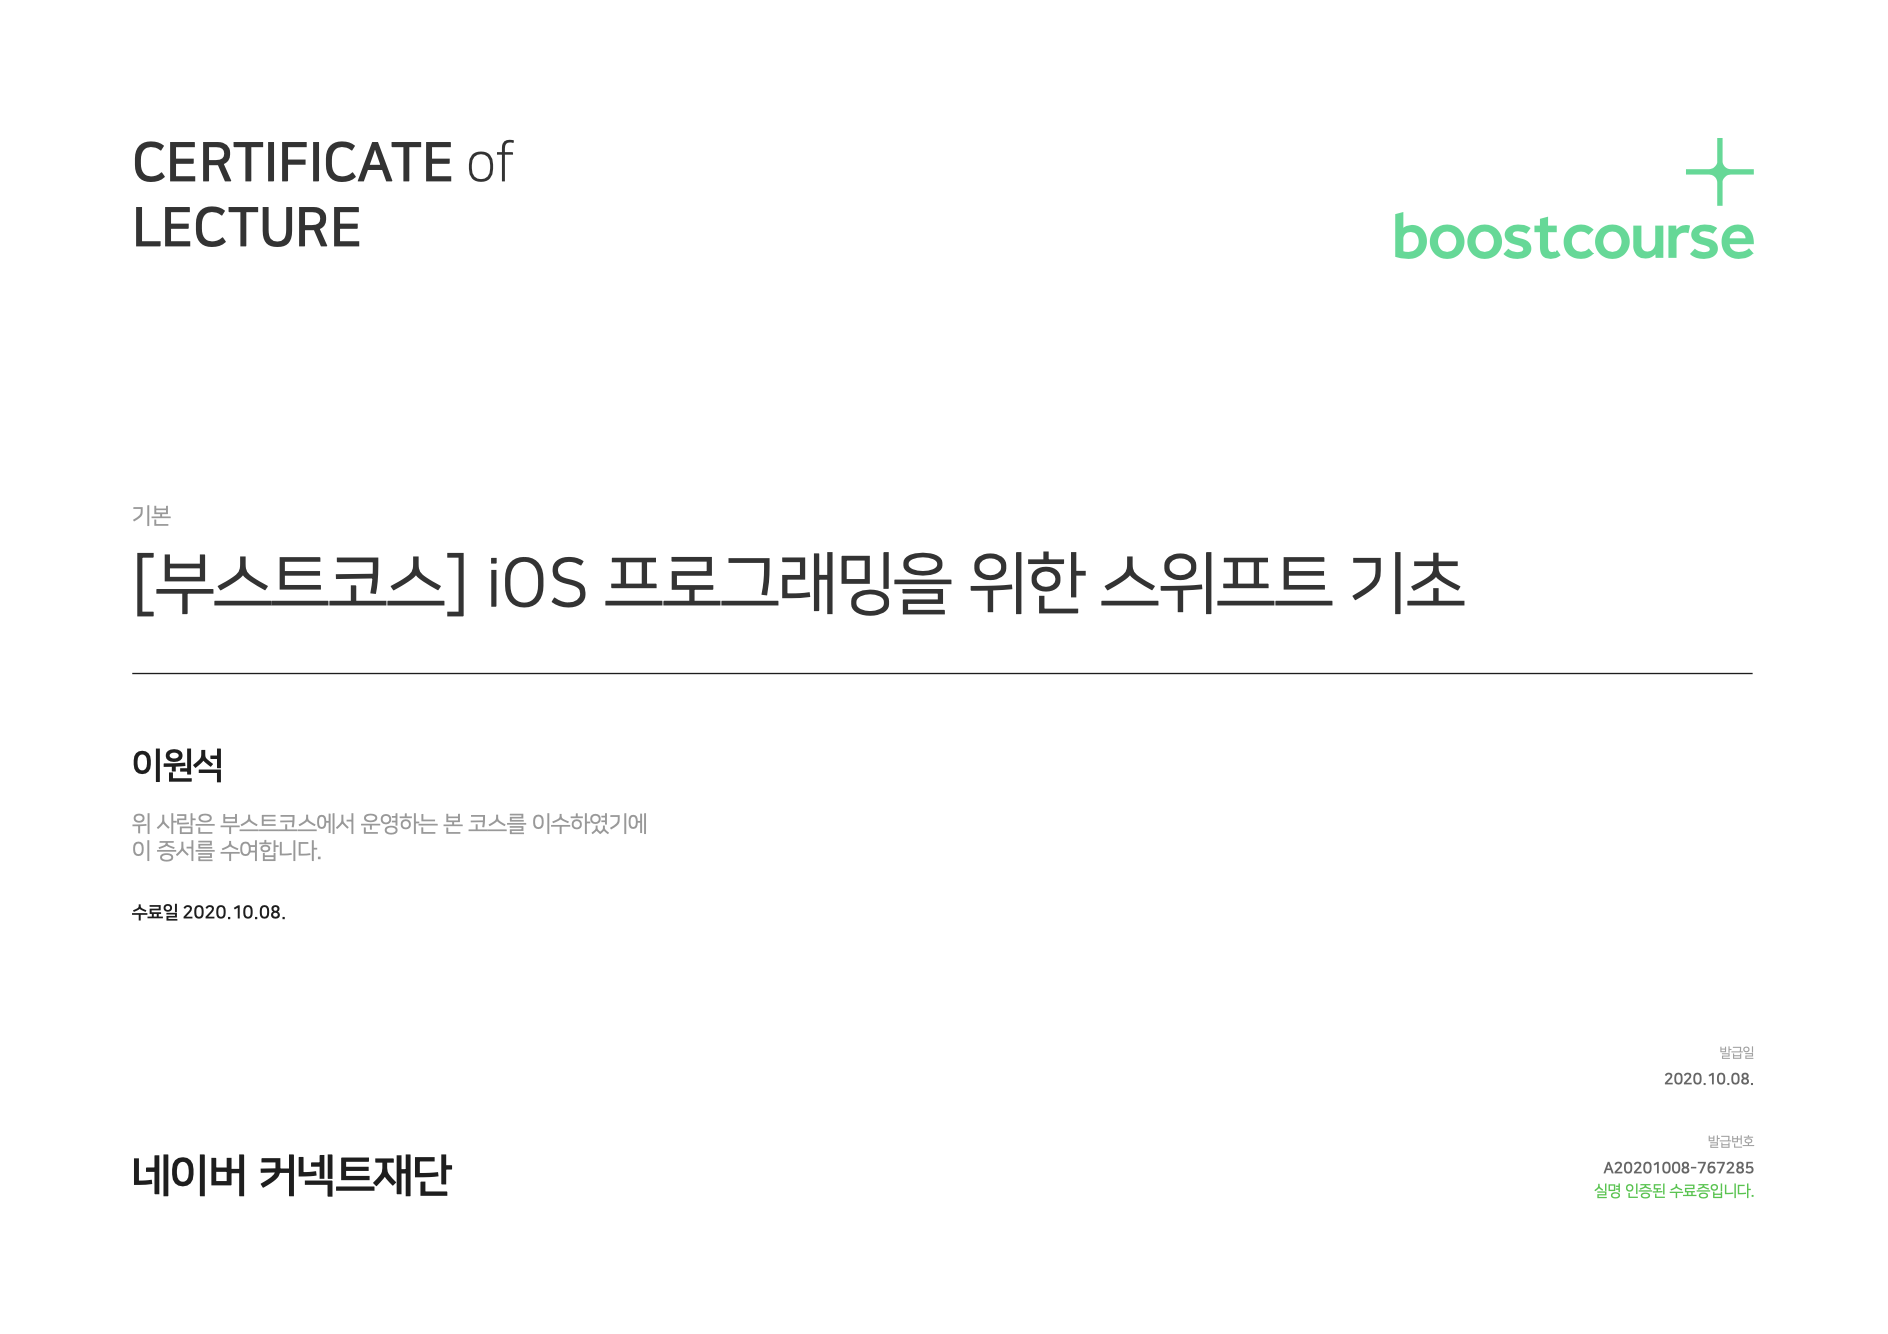 CERTIFICATE of
LECTURE
boostcourse
기본
[부스트코스] iOS 프로그래밍을 위한 스위프트 기초
이원석
위 사람은 부스트코스에서 운영하는 본 코스를 이수하였기에
이 증서를 수여합니다.
수료일 2020.10.08.
발급일
2020.10.08.
발급번호
A20201008-767285
실명 인증된 수료증입니다.
네이버 커넥트재단